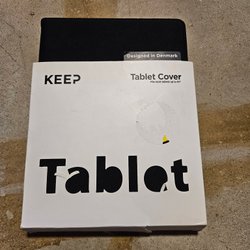 Designed in Denmark
KEEP
Tablet Cover
Tablet